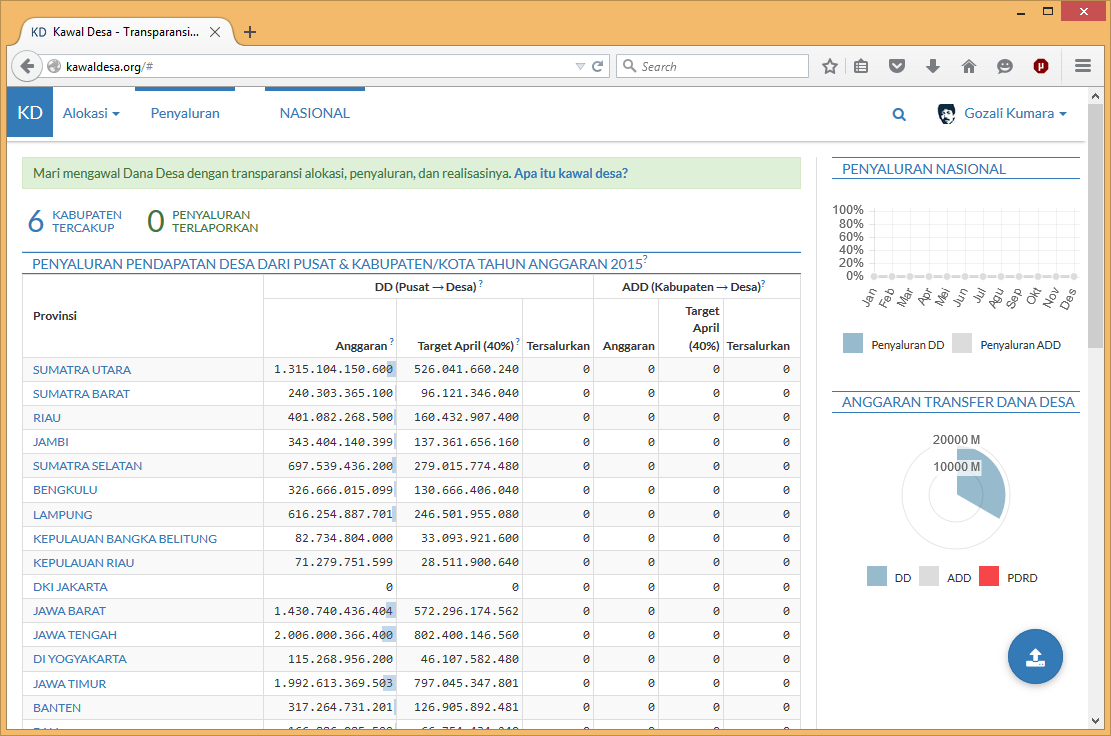 KD Kawal Desa - Transparansi...
kawaldesa.org/#
Search
KD
Alokasi
Penyaluran
NASIONAL
Gozali Kumara
Mari mengawal Dana Desa dengan transparansi alokasi, penyaluran, dan realisasinya. Apa itu kawal desa?
6 KABUPATEN TERCAKUP
0 PENYALURAN TERLAPORKAN
PENYALURAN PENDAPATAN DESA DARI PUSAT & KABUPATEN/KOTA TAHUN ANGGARAN 2015?
Provinsi
DD (Pusat → Desa) ?
ADD (Kabupaten → Desa)?
Anggaran ?
Target April (40%) ?
Tersalurkan
Anggaran
Target
April
(40%)
Tersalurkan
SUMATRA UTARA 1.315.104.150.600 526.041.660.240 0 0 0 0
SUMATRA BARAT 240.303.365.100 96.121.346.040 0 0 0 0
RIAU 401.082.268.500 160.432.907.400 0 0 0 0
JAMBI 343.404.140.399 137.361.656.160 0 0 0 0
SUMATRA SELATAN 697.539.436.200 279.015.774.480 0 0 0 0
BENGKULU 326.666.015.099 130.666.406.040 0 0 0 0
LAMPUNG 616.254.887.701 246.501.955.080 0 0 0 0
KEPULAUAN BANGKA BELITUNG 82.734.804.000 33.093.921.600 0 0 0 0
KEPULAUAN RIAU 71.279.751.599 28.511.900.640 0 0 0 0
DKI JAKARTA 0 0 0 0 0 0
JAWA BARAT 1.430.740.436.404 572.296.174.562 0 0 0 0
JAWA TENGAH 2.006.000.366.400 802.400.146.560 0 0 0 0
DI YOGYAKARTA 115.268.956.200 46.107.582.480 0 0 0 0
JAWA TIMUR 1.992.613.369.503 797.045.347.801 0 0 0 0
BANTEN 317.264.731.201 126.905.892.481 0 0 0 0
PENYALURAN NASIONAL
100%
80%
60%
40%
20%
0%
Jan Feb Mar Apr Mei Jun Jul Agu Sep Okt Nov Des
Penyaluran DD
Penyaluran ADD
ANGGARAN TRANSFER DANA DESA
20000 M
10000 M
DD
ADD
PDRD